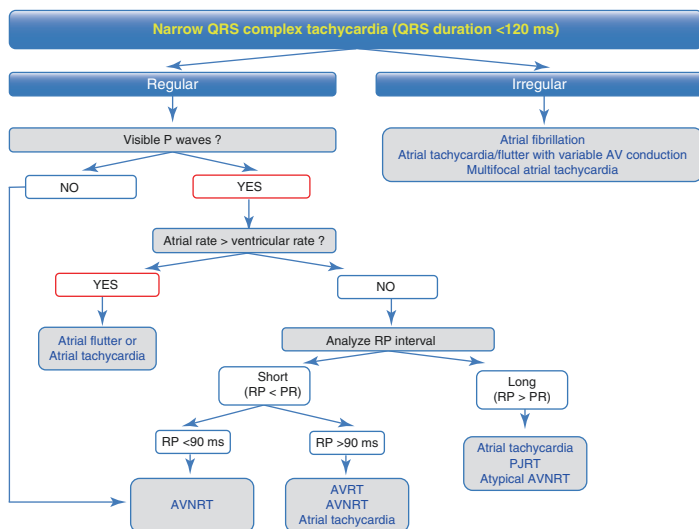 Narrow QRS complex tachycardia (QRS duration <120 ms)
Regular
Irregular
Visible P waves ?
Atrial fibrillation
Atrial tachycardia/flutter with variable AV conduction
Multifocal atrial tachycardia
NO
YES
Atrial rate > ventricular rate ?
YES
NO
Atrial flutter or
Atrial tachycardia
Analyze RP interval
Short
(RP < PR)
Long
(RP > PR)
RP <90 ms
RP >90 ms
Atrial tachycardia
PJRT
Atypical AVNRT
AVNRT
AVRT
AVNRT
Atrial tachycardia